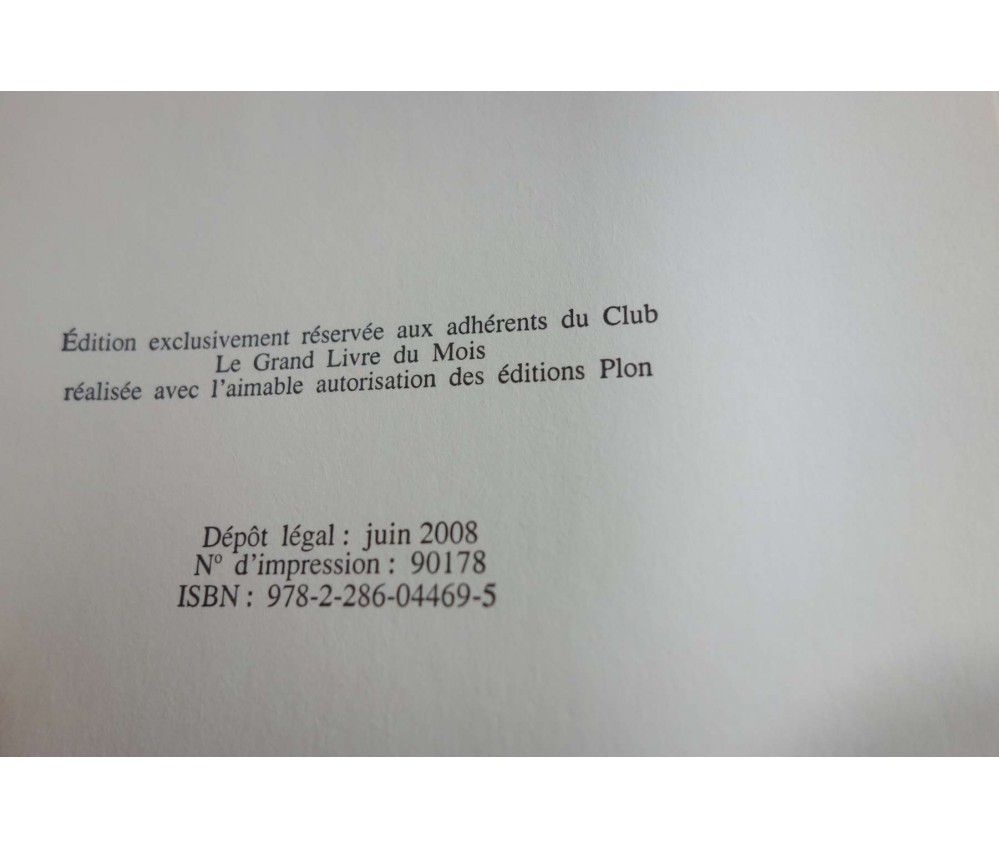 Édition exclusivement réservée aux adhérents du Club
Le Grand Livre du Mois
réalisée avec l'aimable autorisation des éditions Plon
Dépôt légal : juin 2008
N° d'impression : 90178
ISBN : 978-2-286-04469-5